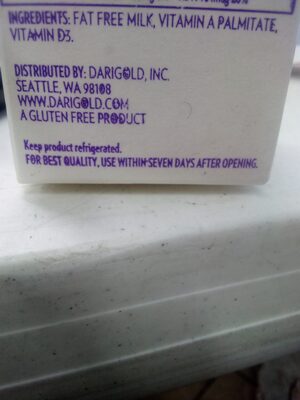 INGREDIENTS: FAT FREE MILK, VITAMIN A PALMITATE,
VITAMIN D3.
DISTRIBUTED BY: DARIGOLD, INC.
SEATTLE, WA 98108
WWW.DARIGOLD.COM
A GLUTEN FREE PRODUCT
Keep product refrigerated.
FOR BEST QUALITY, USE WITHIN SEVEN DAYS AFTER OPENING.